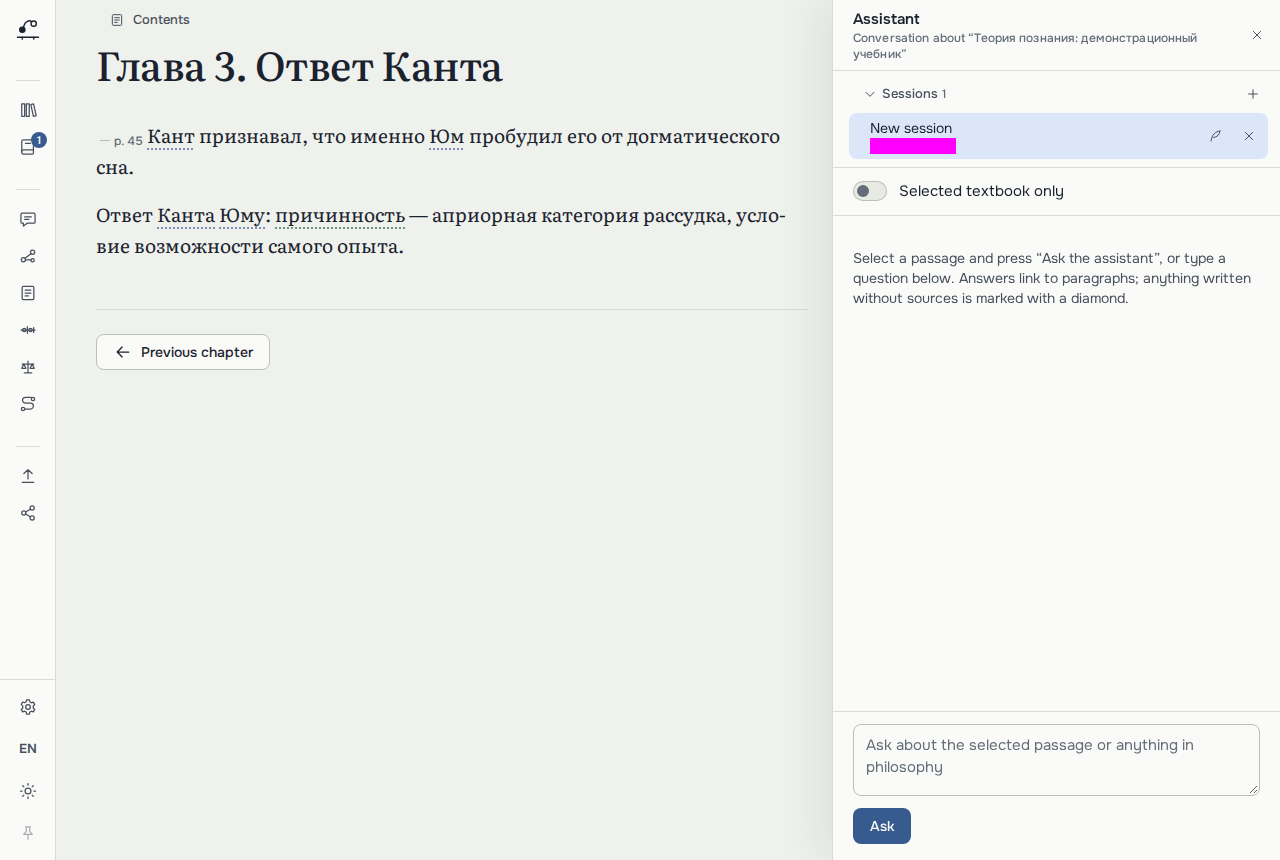 Contents
Глава 3. Ответ Канта
— p. 45 Кант признавал, что именно Юм пробудил его от догматического
сна.
Ответ Канта Юму: причинность — априорная категория рассудка, усло-
вие возможности самого опыта.
Previous chapter
1
EN
Assistant
Conversation about “Теория познания: демонстрационный
учебник”
Sessions 1
New session
Selected textbook only
Select a passage and press “Ask the assistant”, or type a
question below. Answers link to paragraphs; anything written
without sources is marked with a diamond.
Ask about the selected passage or anything in
philosophy
Ask